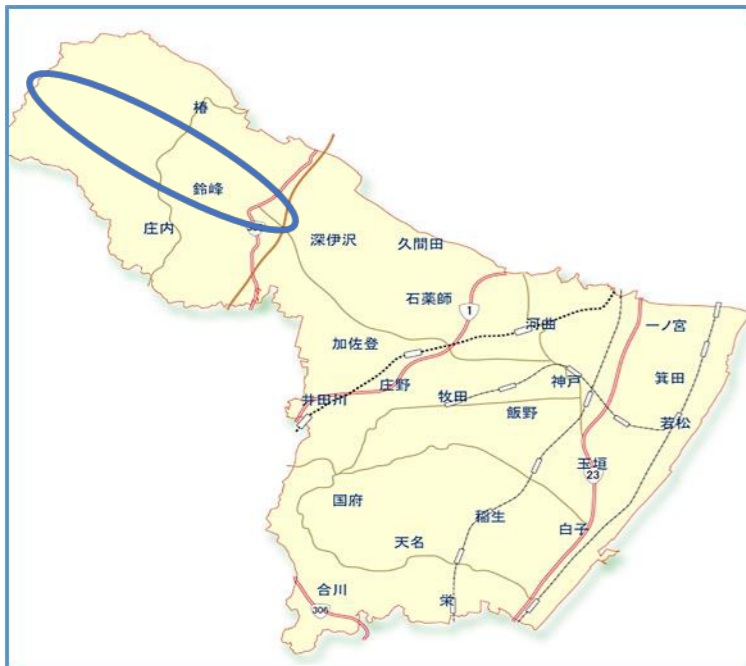 椿
鈴峰
庄内
深伊沢
久間田
石薬師
1
河曲
一ノ宮
加佐登
庄野
神戸
箕田
井田川
牧田
飯野
若松
玉垣
23
国府
稲生
白子
天名
合川
306
栄